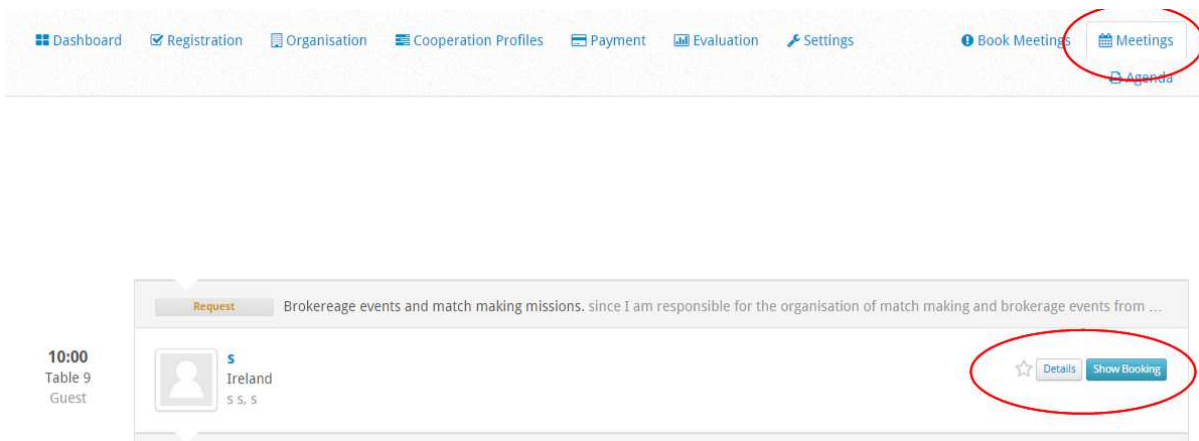 Dashboard Registration Organisation Cooperation Profiles Payment Evaluation Settings Book Meetings Meetings
Agenda
Request Brokereage events and match making missions. since I am responsible for the organisation of match making and brokerage events from ...
10:00
Table 9
Guest
s
Ireland
s s, s
Details Show Booking